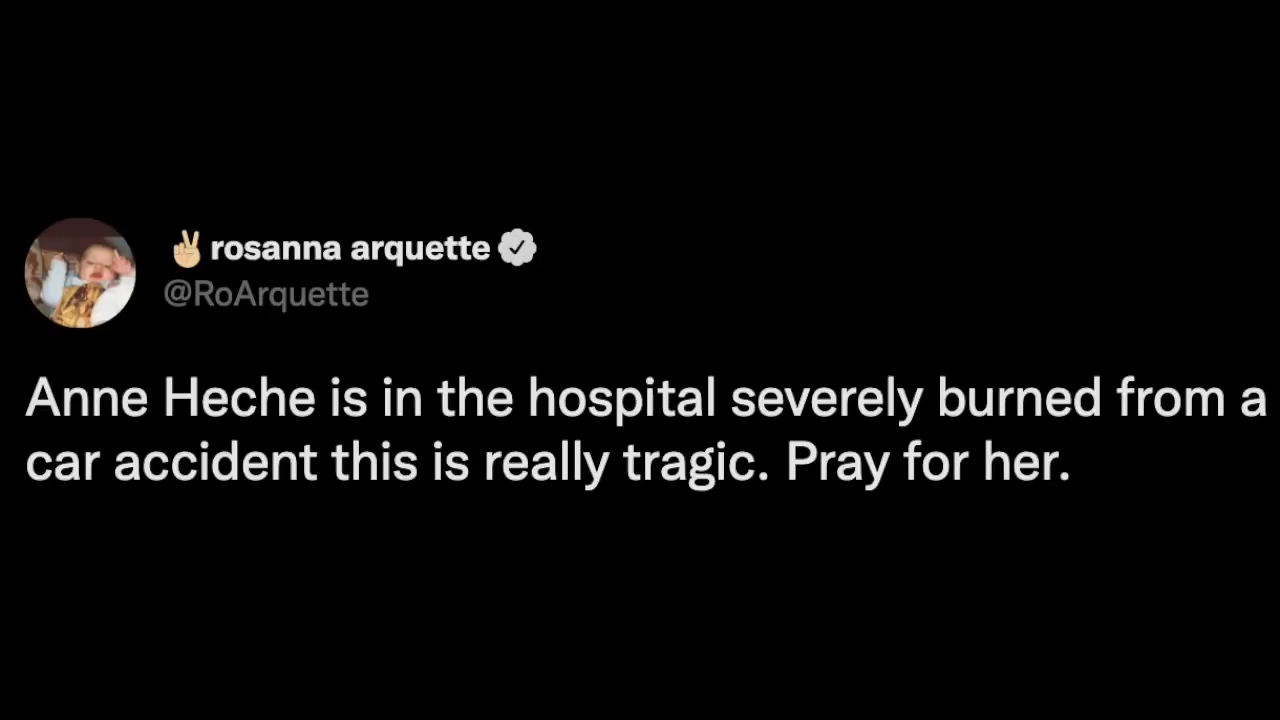 ✌🏼 rosanna arquette
@RoArquette
Anne Heche is in the hospital severely burned from a
car accident this is really tragic. Pray for her.